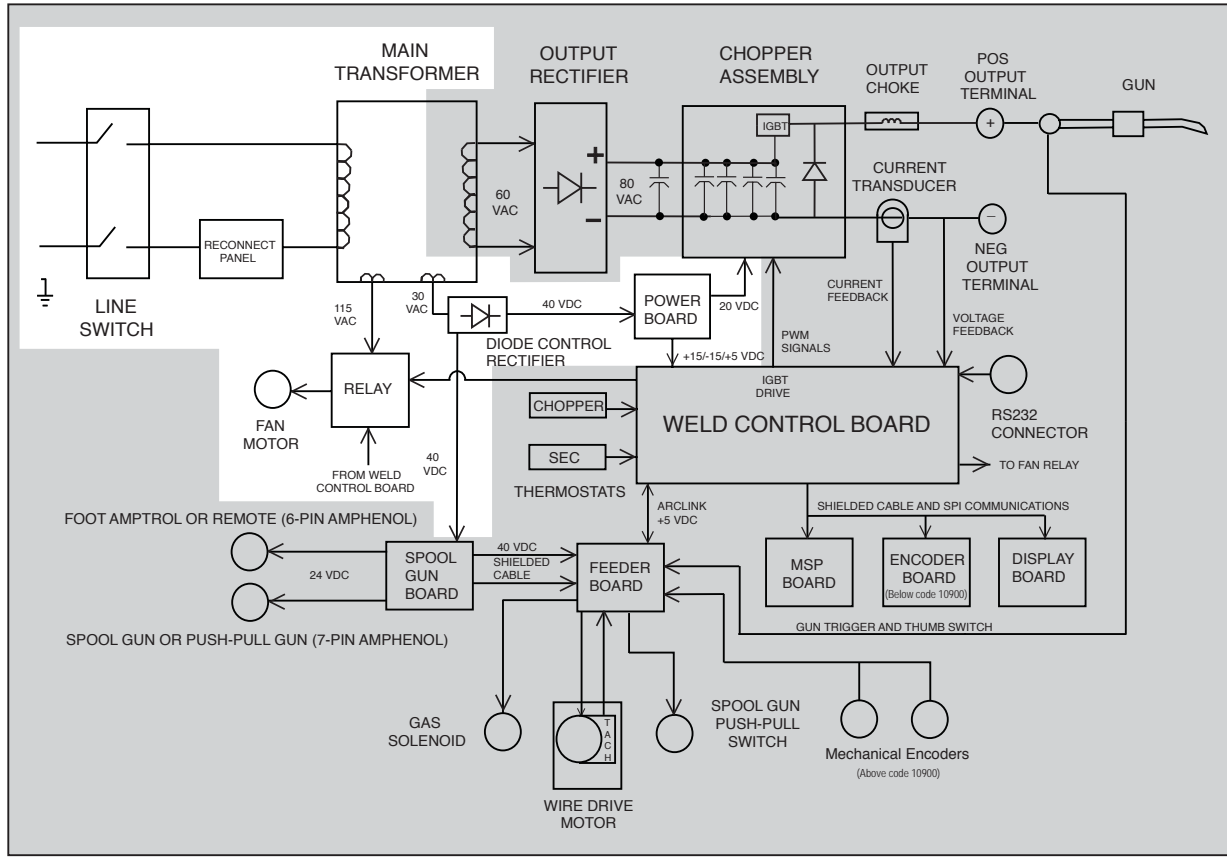 MAIN
TRANSFORMER
OUTPUT
RECTIFIER
CHOPPER
ASSEMBLY
OUTPUT
CHOKE
POS
OUTPUT
TERMINAL
GUN
IGBT
+
+
80
VAC
−
60
VAC
CURRENT
TRANSDUCER
−
NEG
OUTPUT
TERMINAL
RECONNECT
PANEL
LINE
SWITCH
115
VAC
30
VAC
40 VDC
DIODE CONTROL
RECTIFIER
POWER
BOARD
20 VDC
+15/-15/+5 VDC
PWM
SIGNALS
CURRENT
FEEDBACK
VOLTAGE
FEEDBACK
RELAY
FAN
MOTOR
FROM WELD
CONTROL BOARD
40
VDC
CHOPPER
SEC
THERMOSTATS
IGBT
DRIVE
WELD CONTROL BOARD
RS232
CONNECTOR
TO FAN RELAY
ARCLINK
+5 VDC
SHIELDED CABLE AND SPI COMMUNICATIONS
MSP
BOARD
ENCODER
BOARD
(Below code 10900)
DISPLAY
BOARD
FOOT AMPTROL OR REMOTE (6-PIN AMPHENOL)
24 VDC
SPOOL
GUN
BOARD
40 VDC
SHIELDED
CABLE
FEEDER
BOARD
SPOOL GUN OR PUSH-PULL GUN (7-PIN AMPHENOL)
GUN TRIGGER AND THUMB SWITCH
GAS
SOLENOID
T
A
C
H
WIRE DRIVE
MOTOR
SPOOL GUN
PUSH-PULL
SWITCH
Mechanical Encoders
(Above code 10900)